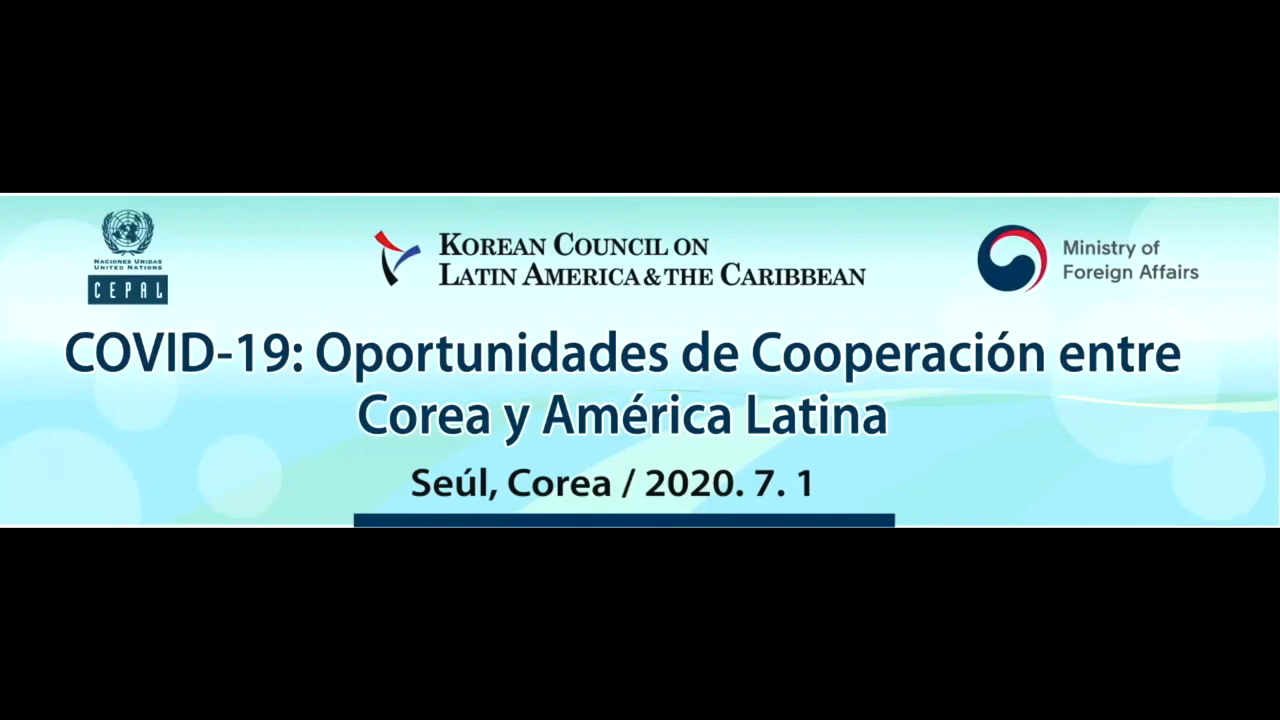 NACIONES UNIDAS
UNITED NATIONS
CEPAL
KOREAN COUNCIL ON
LATIN AMERICA & THE CARIBBEAN
Ministry of
Foreign Affairs
COVID-19: Oportunidades de Cooperación entre
Corea y América Latina
Seúl, Corea / 2020. 7. 1